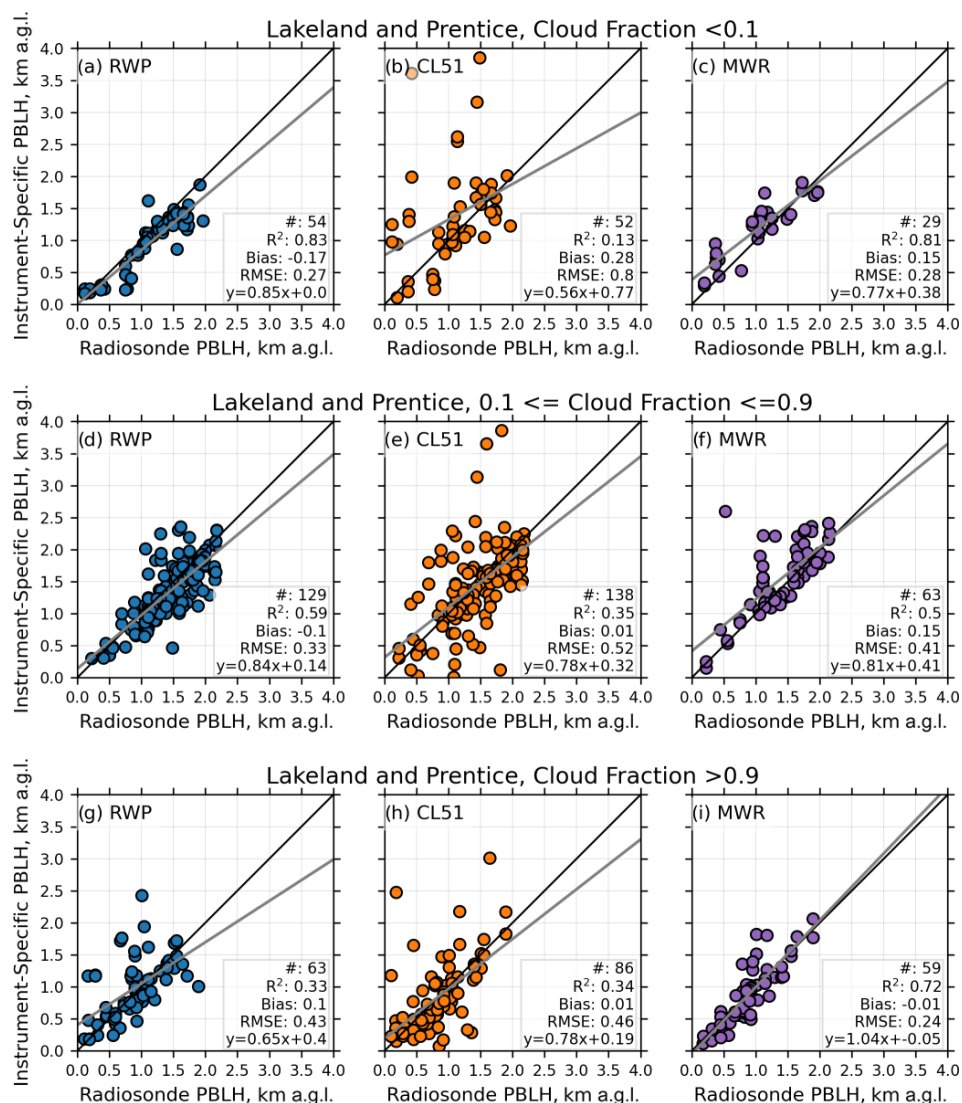 Lakeland and Prentice, Cloud Fraction <0.1
Instrument-Specific PBLH, km a.g.l.
4.0
3.5
3.0
2.5
2.0
1.5
1.0
0.5
0.0
(a) RWP
#: 54
R²: 0.83
Bias: -0.17
RMSE: 0.27
y=0.85x+0.0
0.0 0.5 1.0 1.5 2.0 2.5 3.0 3.5 4.0
Radiosonde PBLH, km a.g.l.
(b) CL51
#: 52
R²: 0.13
Bias: 0.28
RMSE: 0.8
y=0.56x+0.77
0.0 0.5 1.0 1.5 2.0 2.5 3.0 3.5 4.0
Radiosonde PBLH, km a.g.l.
(c) MWR
#: 29
R²: 0.81
Bias: 0.15
RMSE: 0.28
y=0.77x+0.38
0.0 0.5 1.0 1.5 2.0 2.5 3.0 3.5 4.0
Radiosonde PBLH, km a.g.l.
Lakeland and Prentice, 0.1 <= Cloud Fraction <=0.9
Instrument-Specific PBLH, km a.g.l.
4.0
3.5
3.0
2.5
2.0
1.5
1.0
0.5
0.0
(d) RWP
#: 129
R²: 0.59
Bias: -0.1
RMSE: 0.33
y=0.84x+0.14
0.0 0.5 1.0 1.5 2.0 2.5 3.0 3.5 4.0
Radiosonde PBLH, km a.g.l.
(e) CL51
#: 138
R²: 0.35
Bias: 0.01
RMSE: 0.52
y=0.78x+0.32
0.0 0.5 1.0 1.5 2.0 2.5 3.0 3.5 4.0
Radiosonde PBLH, km a.g.l.
(f) MWR
#: 63
R²: 0.5
Bias: 0.15
RMSE: 0.41
y=0.81x+0.41
0.0 0.5 1.0 1.5 2.0 2.5 3.0 3.5 4.0
Radiosonde PBLH, km a.g.l.
Lakeland and Prentice, Cloud Fraction >0.9
Instrument-Specific PBLH, km a.g.l.
4.0
3.5
3.0
2.5
2.0
1.5
1.0
0.5
0.0
(g) RWP
#: 63
R²: 0.33
Bias: 0.1
RMSE: 0.43
y=0.65x+0.4
0.0 0.5 1.0 1.5 2.0 2.5 3.0 3.5 4.0
Radiosonde PBLH, km a.g.l.
(h) CL51
#: 86
R²: 0.34
Bias: 0.01
RMSE: 0.46
y=0.78x+0.19
0.0 0.5 1.0 1.5 2.0 2.5 3.0 3.5 4.0
Radiosonde PBLH, km a.g.l.
(i) MWR
#: 59
R²: 0.72
Bias: -0.01
RMSE: 0.24
y=1.04x+-0.05
0.0 0.5 1.0 1.5 2.0 2.5 3.0 3.5 4.0
Radiosonde PBLH, km a.g.l.